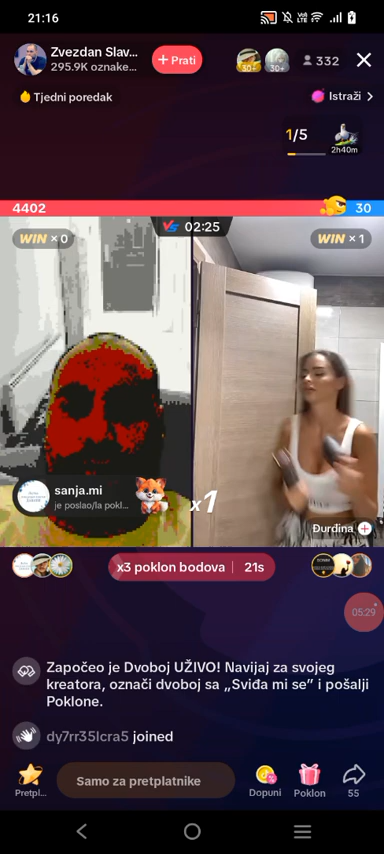 21:16
Zvezdan Slav...
295.9K oznake...
+ Prati
30+
30+
332
Tjedni poredak
Istraži
1/5
2h40m
4402
30
WIN x 0
VS 02:25
WIN x 1
sanja.mi
je poslao/la pokl...
x1
Đurđina
x3 poklon bodova | 21s
05:29
Započeo je Dvoboj UŽIVO! Navijaj za svojeg
kreatora, označi dvoboj sa „Sviđa mi se” i pošalji
Poklone.
dy7rr35lcra5 joined
Pretpl...
Samo za pretplatnike
Dopuni
Poklon
55